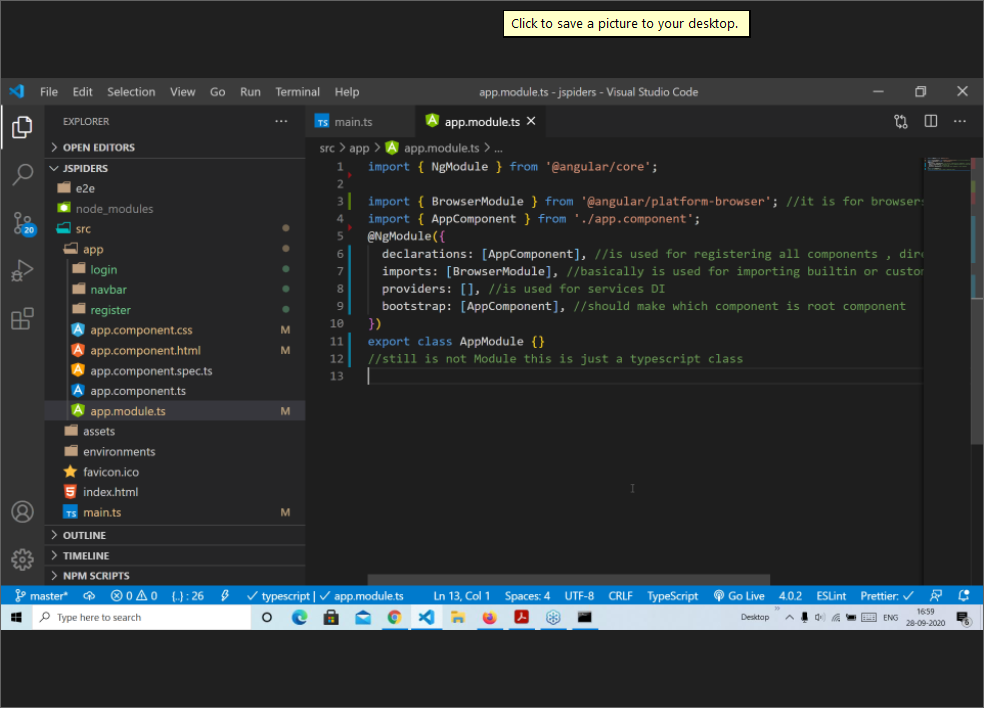 Click to save a picture to your desktop.
File Edit Selection View Go Run Terminal Help app.module.ts - jspiders - Visual Studio Code
EXPLORER ...
OPEN EDITORS
JSPIDERS
e2e
node_modules
src
app
login
navbar
register
app.component.css M
app.component.html M
app.component.spec.ts
app.component.ts
app.module.ts M
assets
environments
favicon.ico
index.html
TS main.ts M
OUTLINE
TIMELINE
NPM SCRIPTS
20
TS main.ts app.module.ts
src > app > app.module.ts > ...
1 import { NgModule } from '@angular/core';
2
3 import { BrowserModule } from '@angular/platform-browser'; //it is for browsers
4 import { AppComponent } from './app.component';
5 @NgModule({
6 declarations: [AppComponent], //is used for registering all components , dire
7 imports: [BrowserModule], //basically is used for importing builtin or custom
8 providers: [], //is used for services DI
9 bootstrap: [AppComponent], //should make which component is root component
10 })
11 export class AppModule {}
12 //still is not Module this is just a typescript class
13
master* 0 0 {..} : 26 typescript | app.module.ts Ln 13, Col 1 Spaces: 4 UTF-8 CRLF TypeScript Go Live 4.0.2 ESLint Prettier:
Type here to search Desktop ENG 16:59
28-09-2020